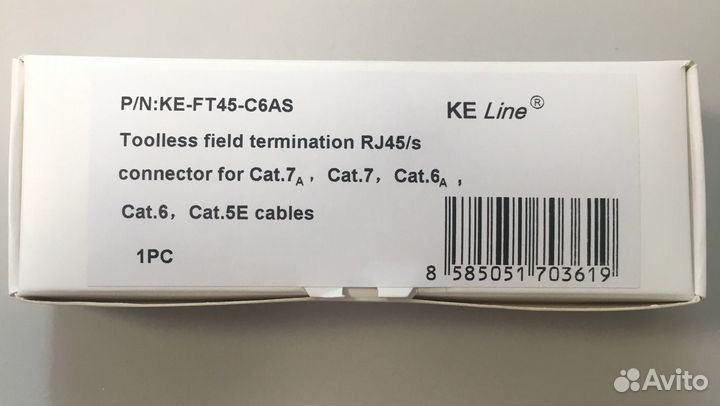 P/N:KE-FT45-C6AS
KE Line®
Toolless field termination RJ45/s
connector for Cat.7A, Cat.7, Cat.6A,
Cat.6, Cat.5E cables
1PC
8 585051 703619
Avito